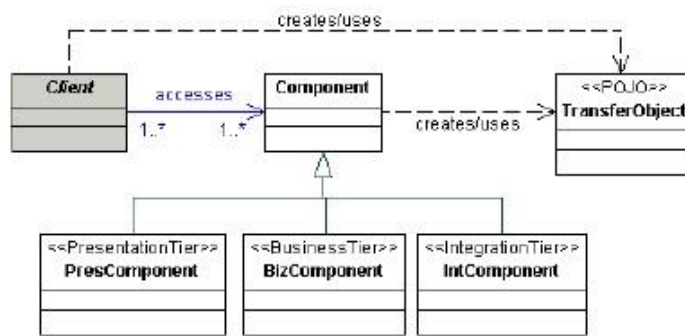 creates/uses
Client
accesses
1..*
1..*
Component
creates/uses
<<POJO>>
TransferObject
<<PresentationTier>>
PresComponent
<<BusinessTier>>
BizComponent
<<IntegrationTier>>
IntComponent